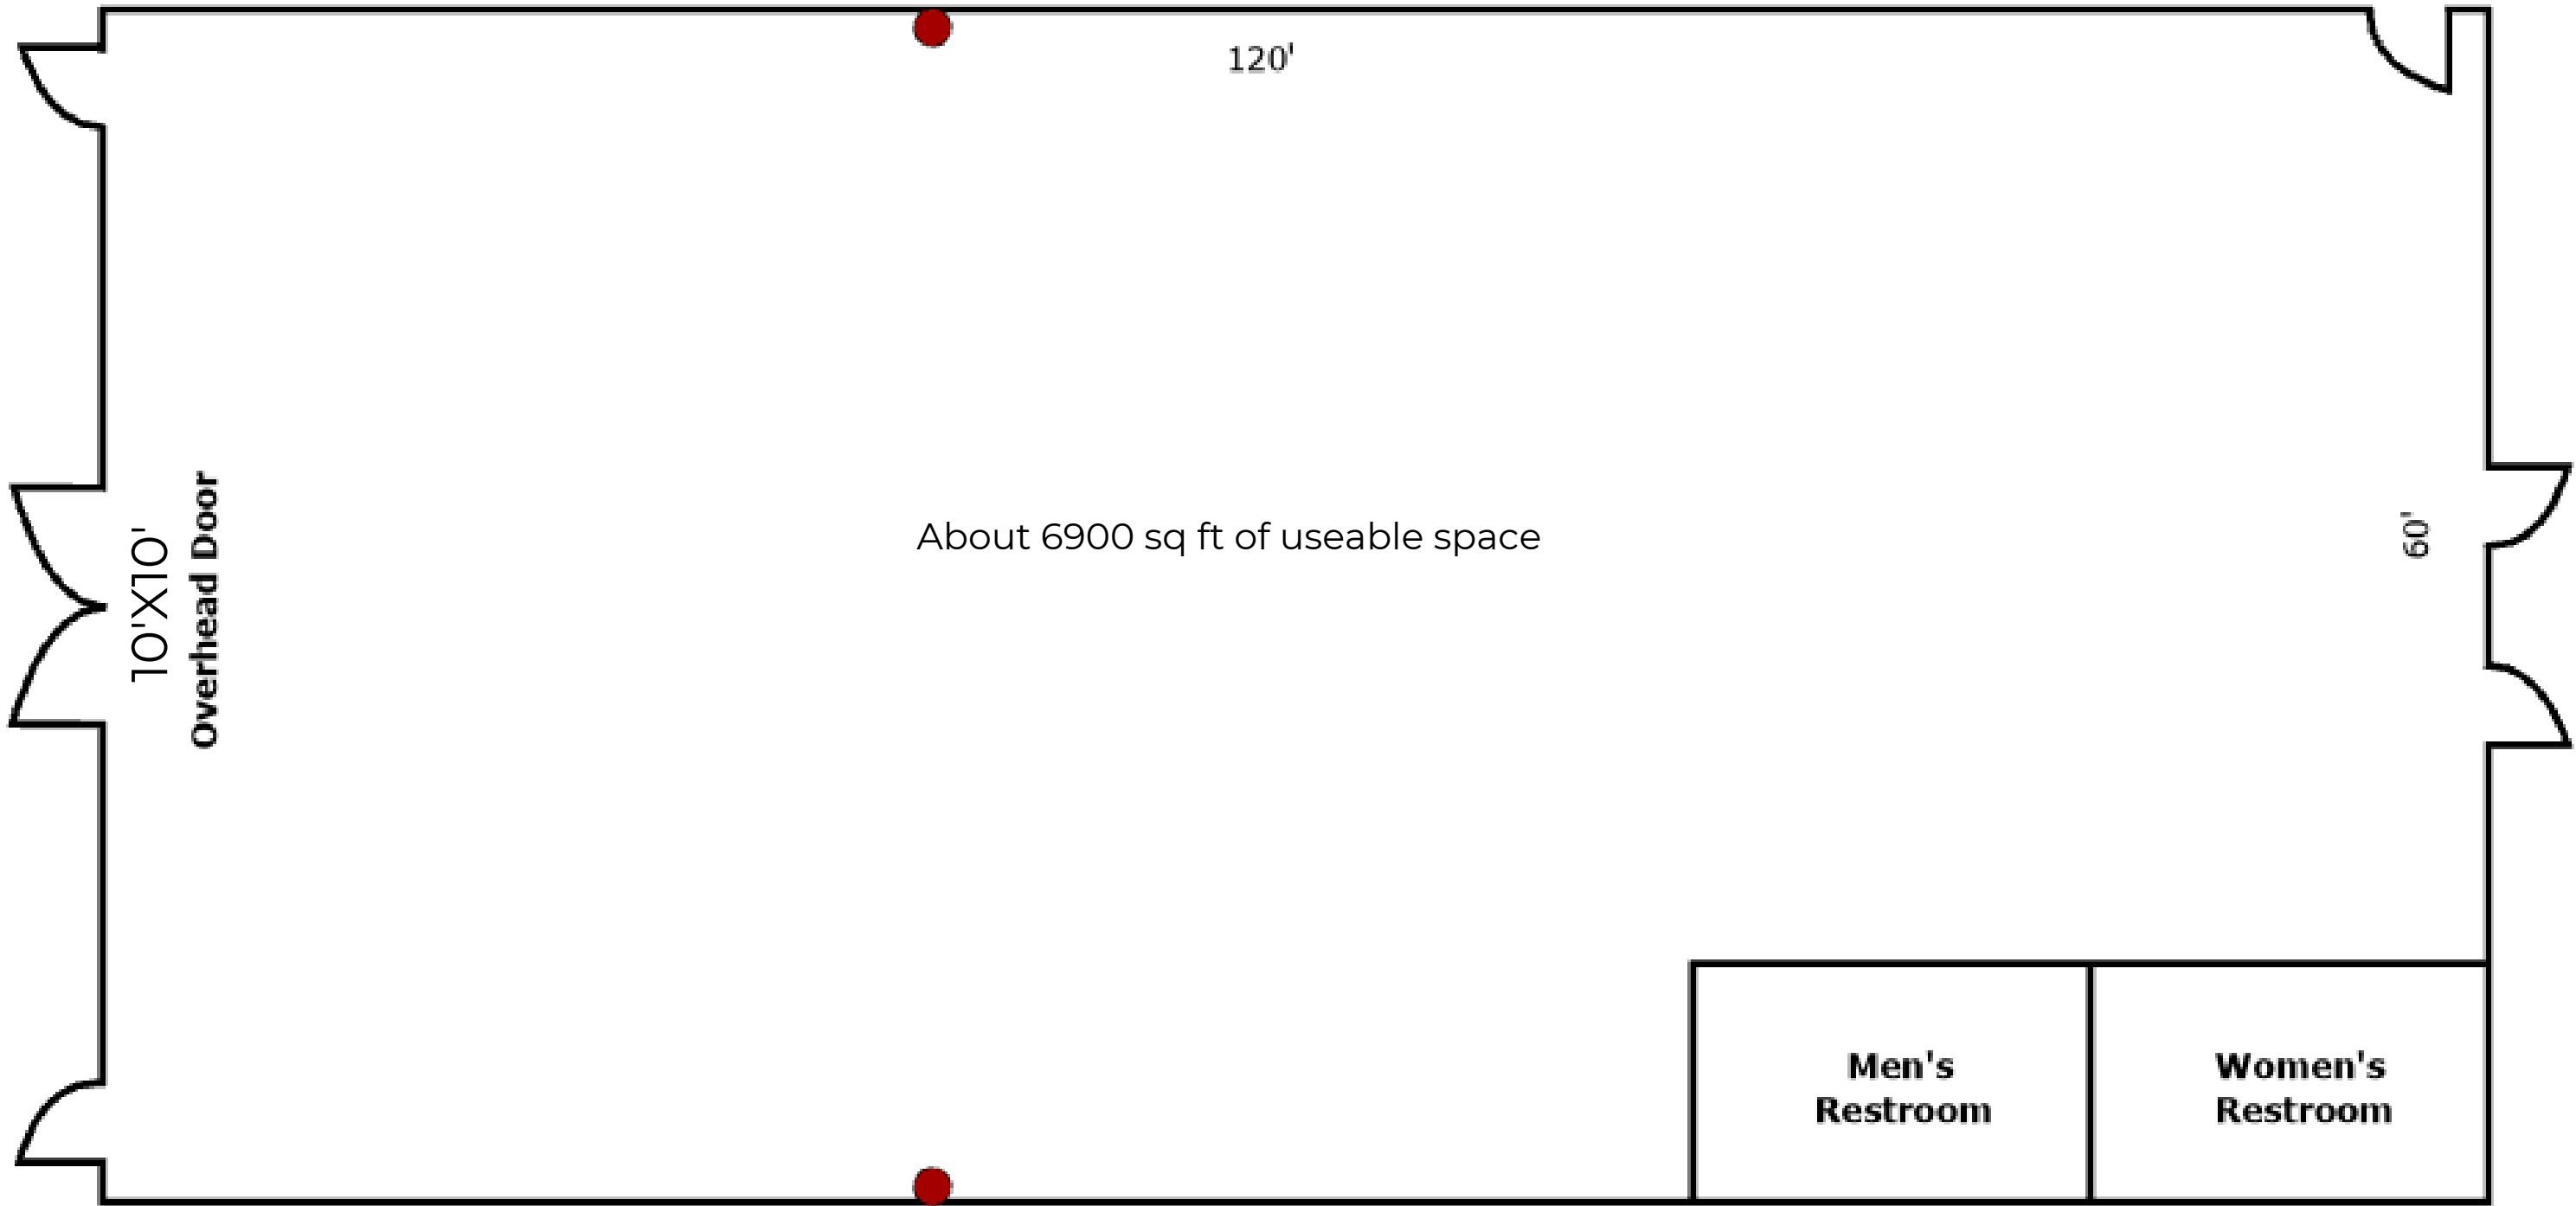 120'
About 6900 sq ft of useable space
10'X10'
Overhead Door
60'
Men's
Restroom
Women's
Restroom